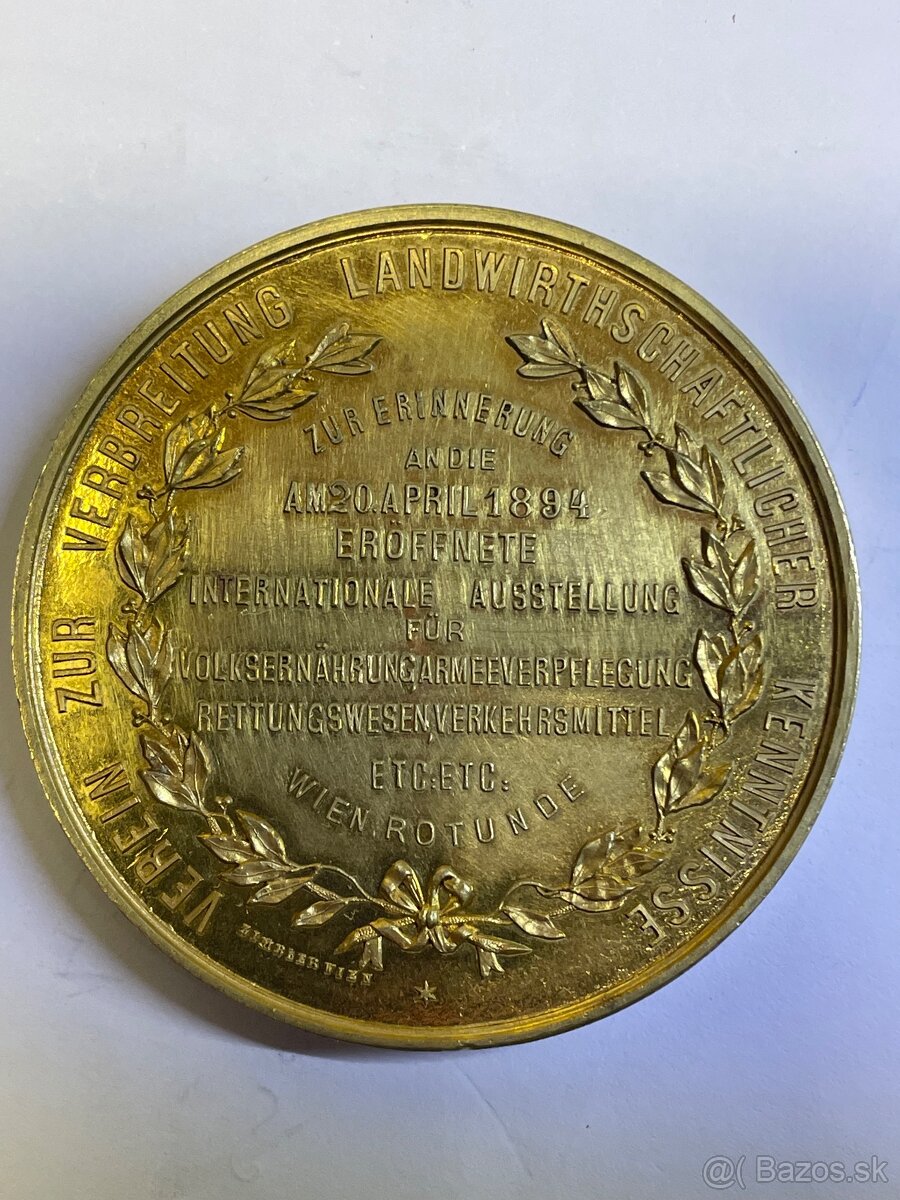 VEREIN ZUR VERBREITUNG LANDWIRTHSCHAFTLICHER KENNTNISSE
ZUR ERINNERUNG
AN DIE
AM 20. APRIL 1894
ERÖFFNETE
INTERNATIONALE AUSSTELLUNG
FÜR
VOLKSERNÄHRUNG ARMEEVERPFLEGUNG
RETTUNGSWESEN, VERKEHRSMITTEL
ETC: ETC:
WIEN. ROTUNDE
WIEN
@( Bazos.sk